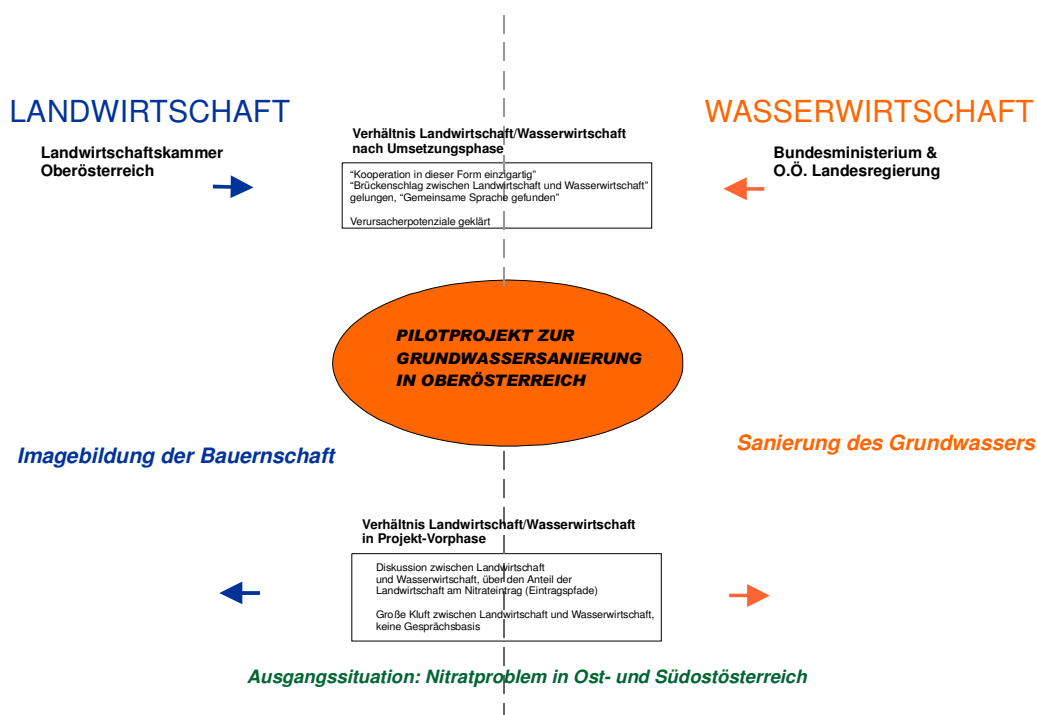 LANDWIRTSCHAFT
WASSERWIRTSCHAFT
Landwirtschaftskammer
Oberösterreich
Verhältnis Landwirtschaft/Wasserwirtschaft
nach Umsetzungsphase
Bundesministerium &
O.Ö. Landesregierung
"Kooperation in dieser Form einzigartig"
"Brückenschlag zwischen Landwirtschaft und Wasserwirtschaft"
gelungen, "Gemeinsame Sprache gefunden"
Verursacherpotenziale geklärt
PILOTPROJEKT ZUR
GRUNDWASSERSANIERUNG
IN OBERÖSTERREICH
Imagebildung der Bauernschaft
Sanierung des Grundwassers
Verhältnis Landwirtschaft/Wasserwirtschaft
in Projekt-Vorphase
Diskussion zwischen Landwirtschaft
und Wasserwirtschaft, über den Anteil der
Landwirtschaft am Nitrateintrag (Eintragspfade)
Große Kluft zwischen Landwirtschaft und Wasserwirtschaft,
keine Gesprächsbasis
Ausgangssituation: Nitratproblem in Ost- und Südostösterreich